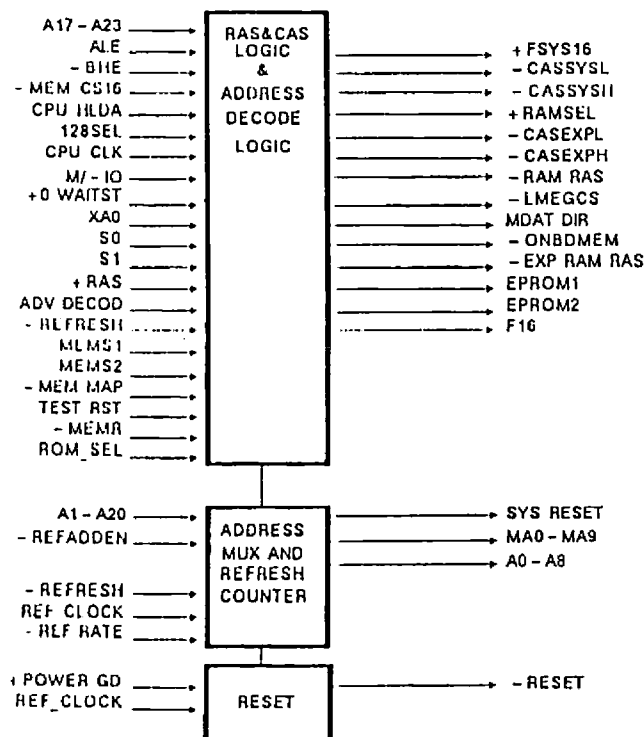 A17-A23
ALE
-BHE
-MEM CS16
CPU HLDA
128SEL
CPU CLK
M/-IO
+0 WAITST
XA0
S0
S1
+RAS
ADV DECOD
-REFRESH
MEMS1
MEMS2
-MEM MAP
TEST RST
-MEMR
ROM_SEL
RAS&CAS
LOGIC
&
ADDRESS
DECODE
LOGIC
+FSYS16
-CASSYSL
-CASSYSH
+RAMSEL
-CASEXPL
-CASEXPH
-RAM RAS
-LMEGCS
MDAT DIR
-ONBDMEM
-EXP RAM RAS
EPROM1
EPROM2
F16
A1-A20
-REFADDEN
-REFRESH
REF CLOCK
-REF RATE
ADDRESS
MUX AND
REFRESH
COUNTER
SYS RESET
MA0-MA9
A0-A8
+POWER GD
REF_CLOCK
RESET
-RESET